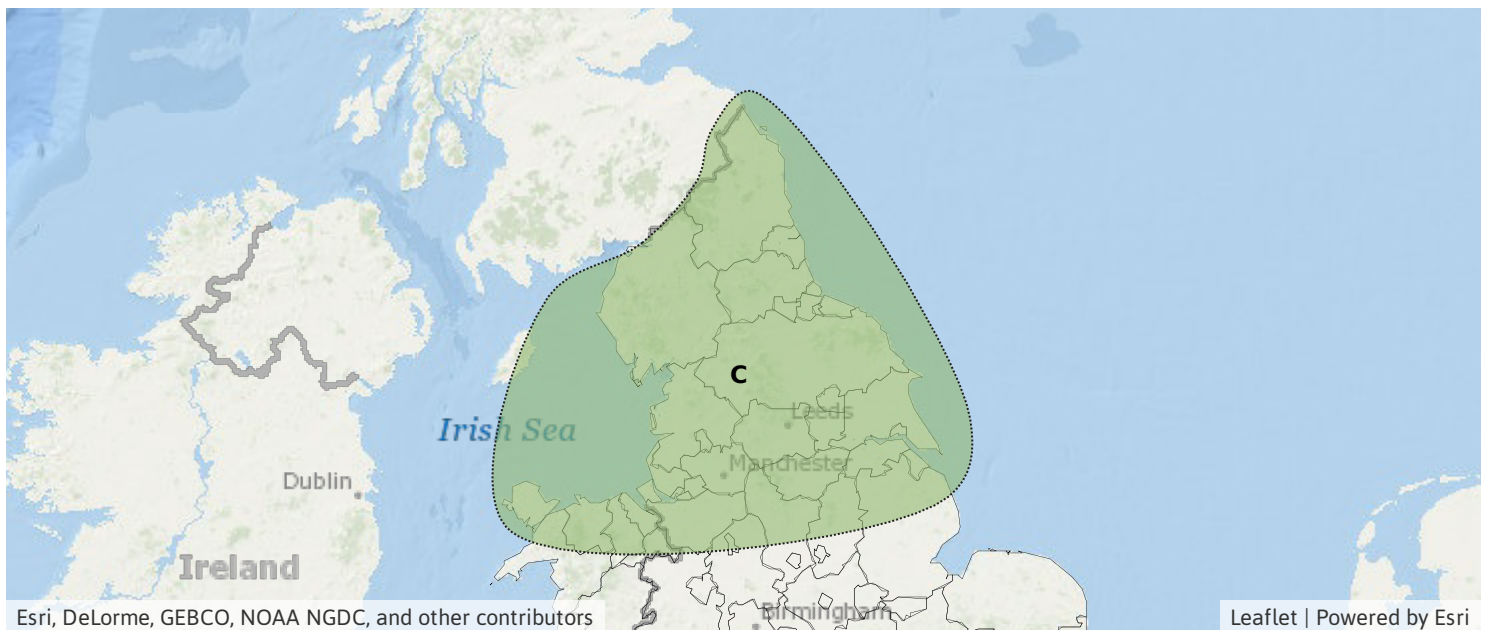 C
Leeds
Irish Sea
Manchester
Dublin
Ireland
Birmingham
Esri, DeLorme, GEBCO, NOAA NGDC, and other contributors
Leaflet | Powered by Esri